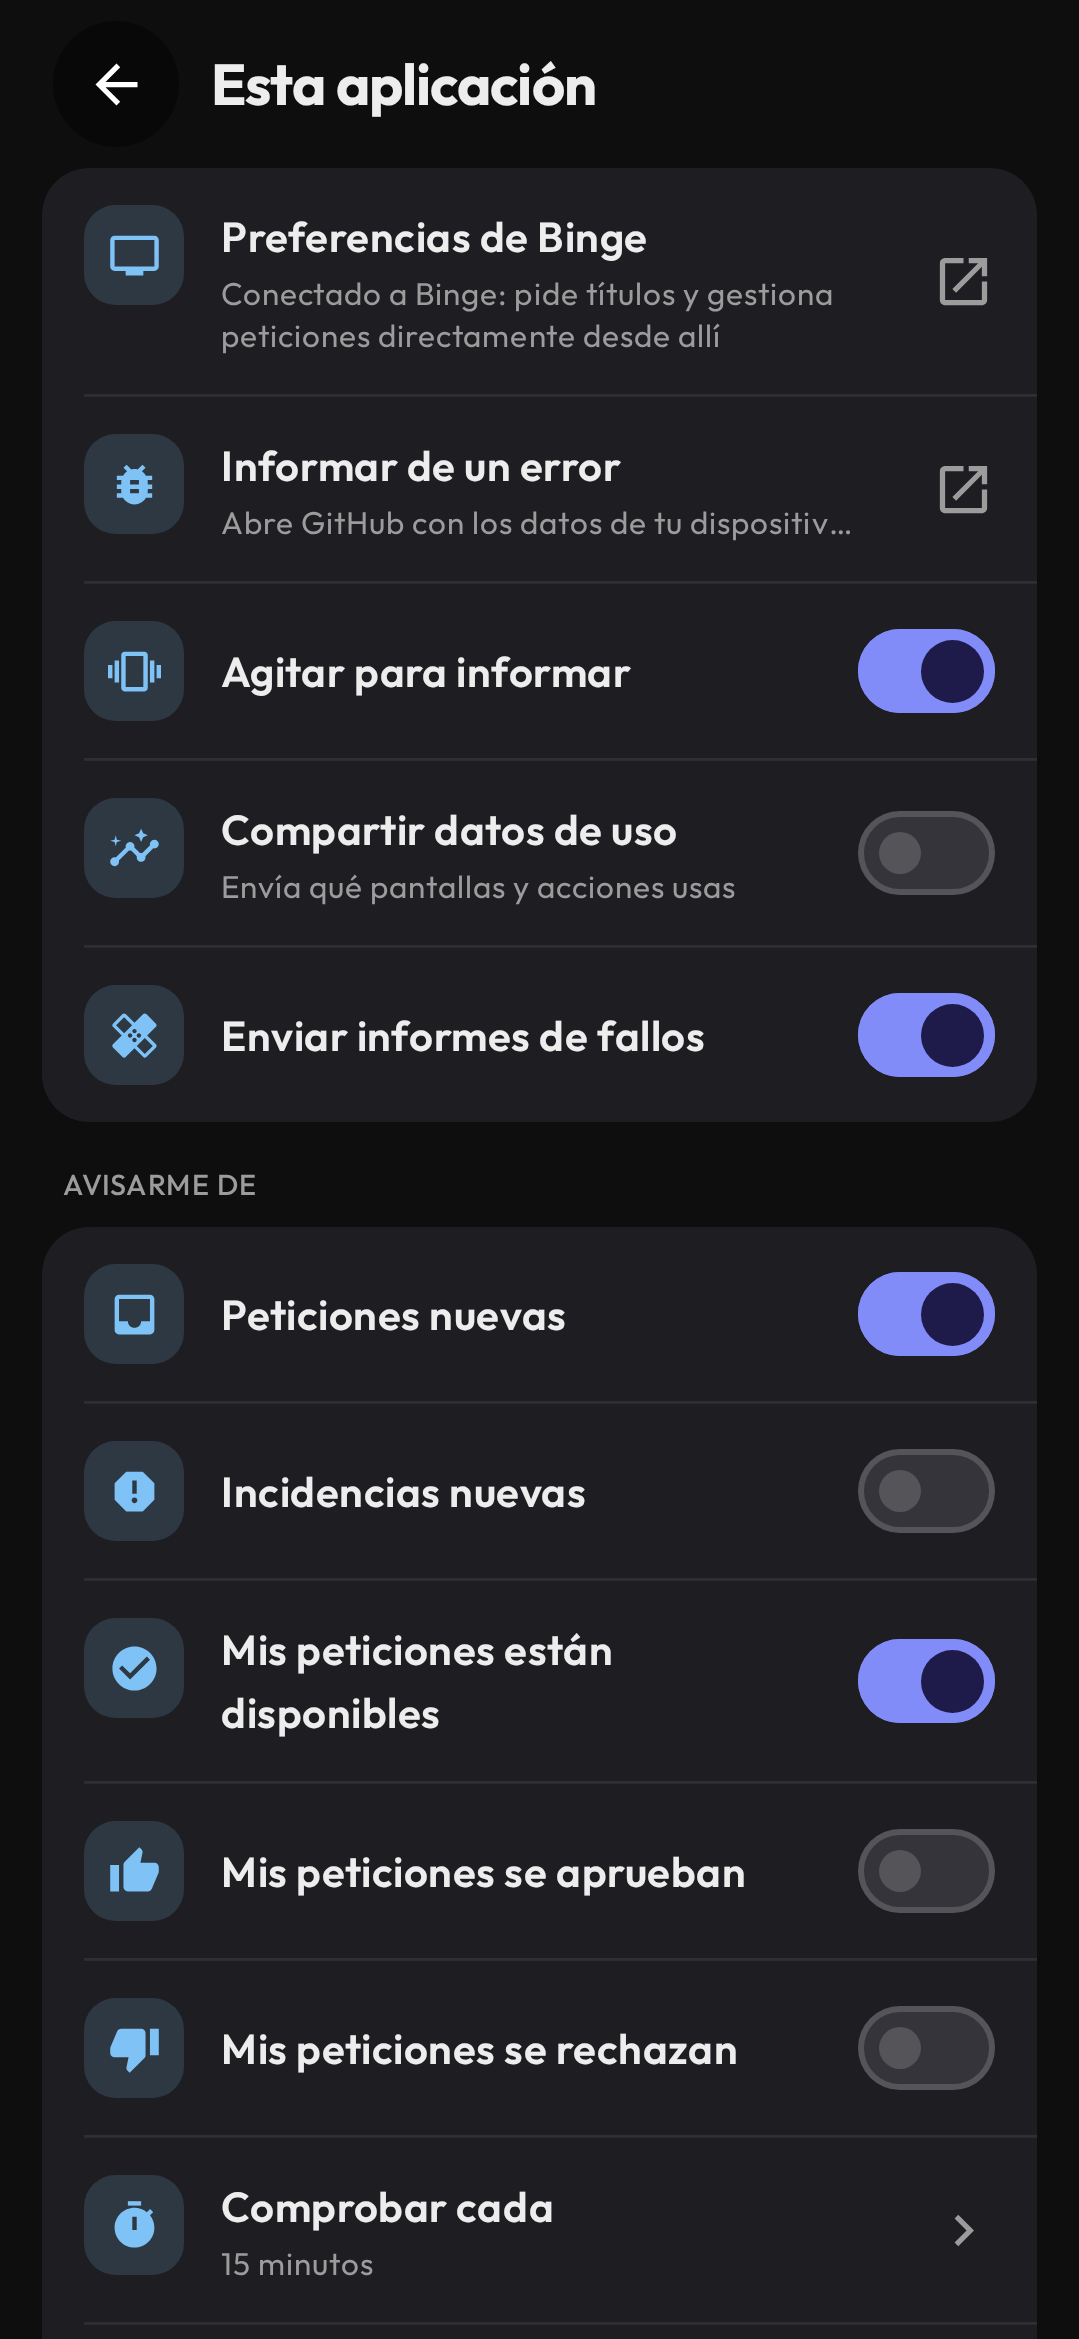 Esta aplicación
Preferencias de Binge
Conectado a Binge: pide títulos y gestiona
peticiones directamente desde allí
Informar de un error
Abre GitHub con los datos de tu dispositiv…
Agitar para informar
Compartir datos de uso
Envía qué pantallas y acciones usas
Enviar informes de fallos
AVISARME DE
Peticiones nuevas
Incidencias nuevas
Mis peticiones están
disponibles
Mis peticiones se aprueban
Mis peticiones se rechazan
Comprobar cada
15 minutos